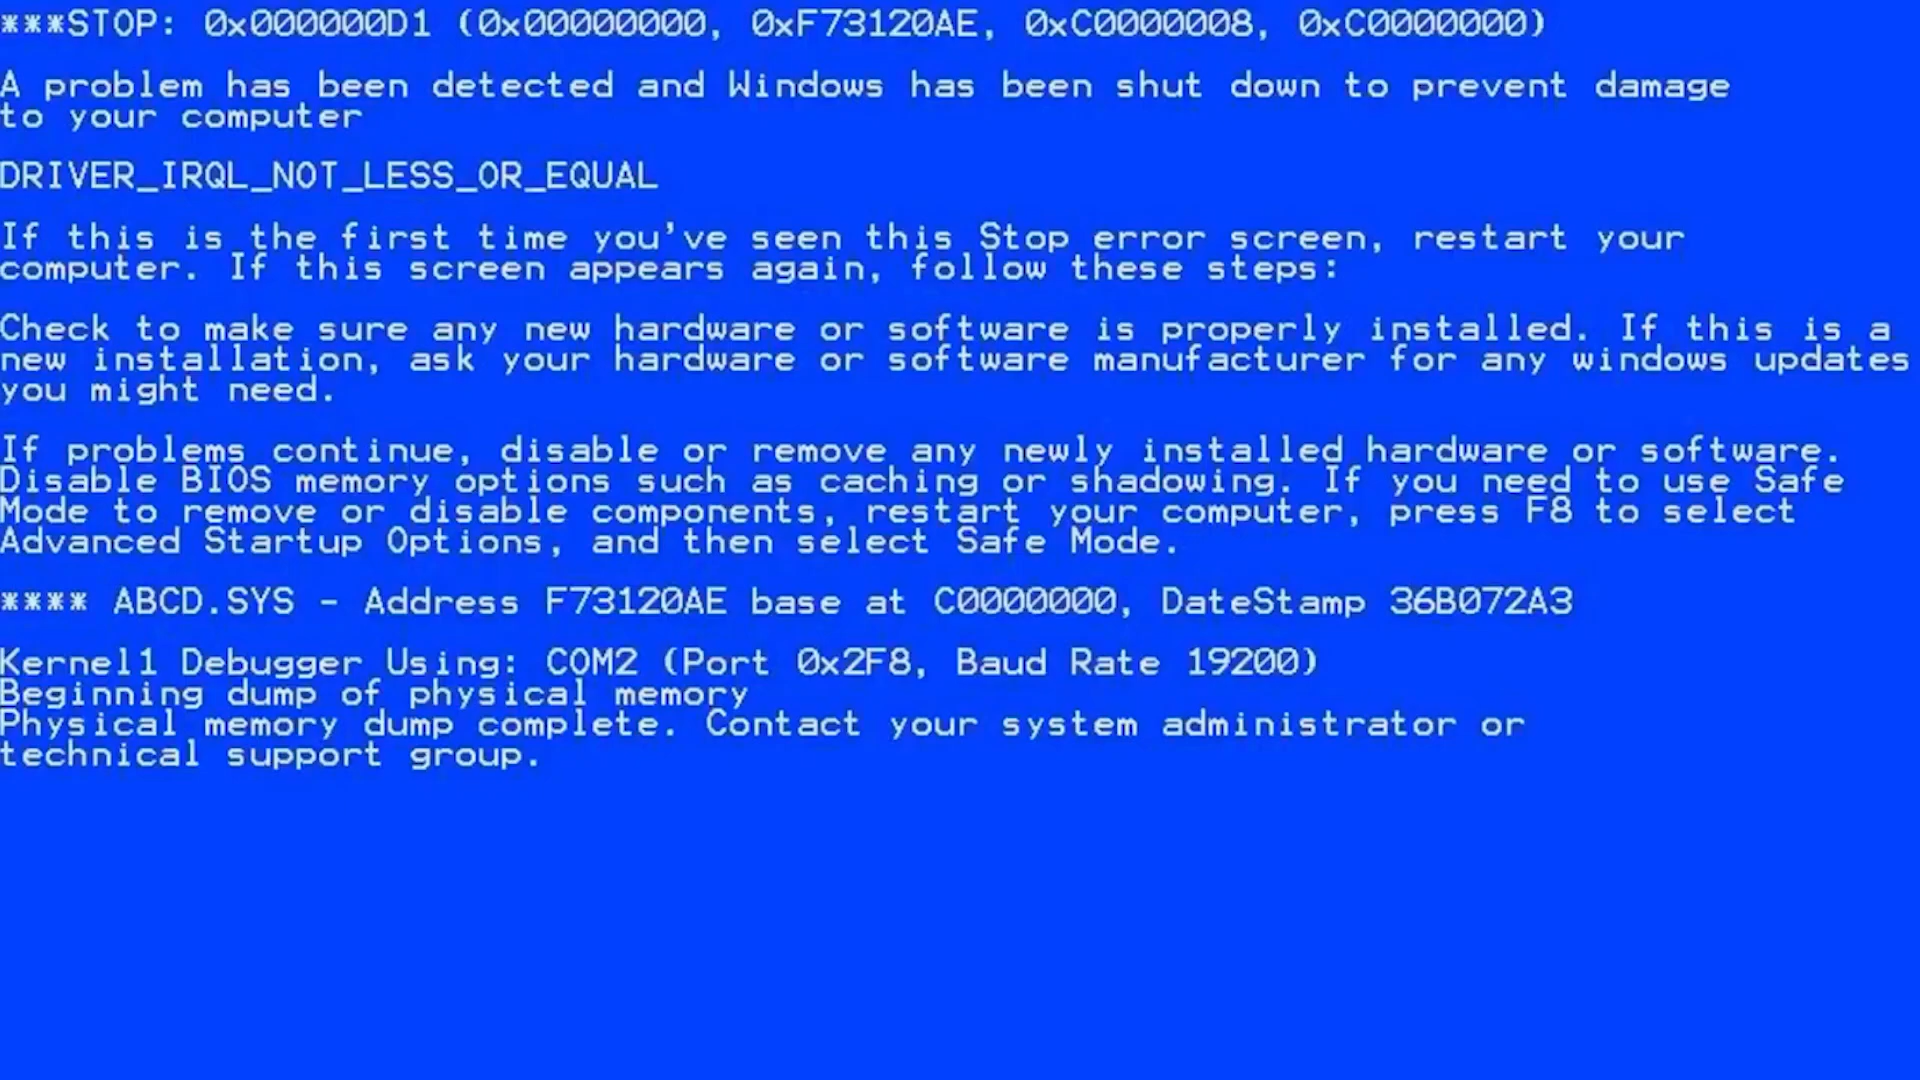 ***STOP: 0x000000D1 (0x00000000, 0xF73120AE, 0xC0000008, 0xC0000000)
A problem has been detected and Windows has been shut down to prevent damage
to your computer
DRIVER_IRQL_NOT_LESS_OR_EQUAL
If this is the first time you've seen this Stop error screen, restart your
computer. If this screen appears again, follow these steps:
Check to make sure any new hardware or software is properly installed. If this is a
new installation, ask your hardware or software manufacturer for any windows updates
you might need.
If problems continue, disable or remove any newly installed hardware or software.
Disable BIOS memory options such as caching or shadowing. If you need to use Safe
Mode to remove or disable components, restart your computer, press F8 to select
Advanced Startup Options, and then select Safe Mode.
**** ABCD.SYS - Address F73120AE base at C0000000, DateStamp 36B072A3
Kernel1 Debugger Using: COM2 (Port 0x2F8, Baud Rate 19200)
Beginning dump of physical memory
Physical memory dump complete. Contact your system administrator or
technical support group.